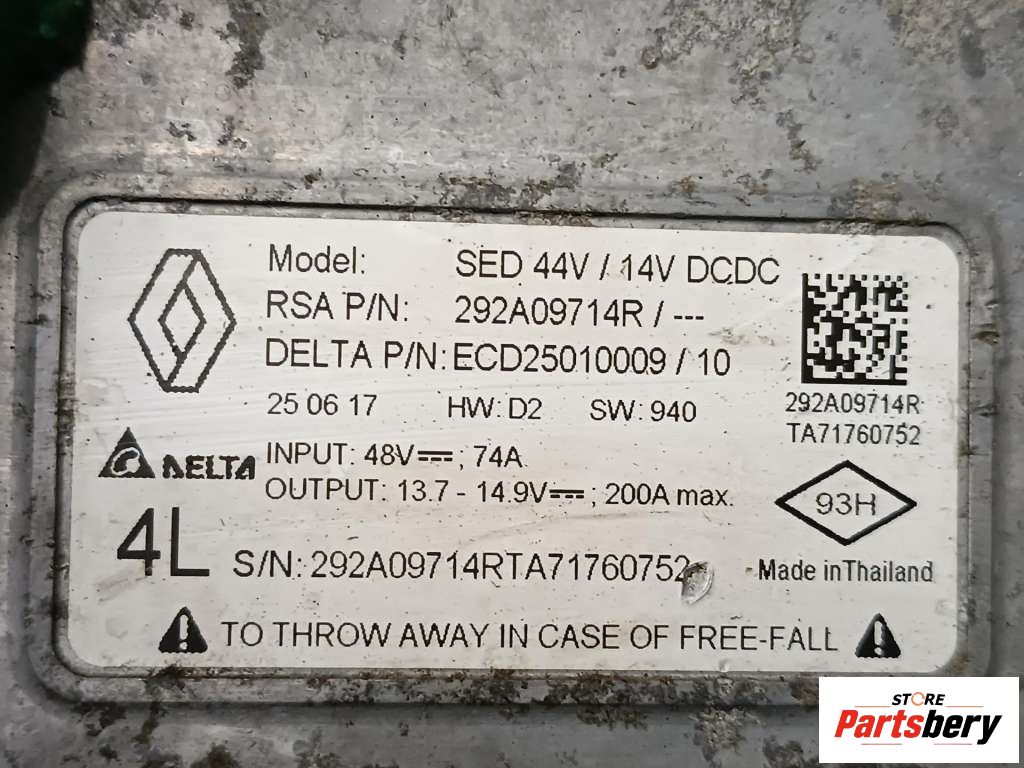 Model: SED 44V / 14V DCDC
RSA P/N: 292A09714R / ---
DELTA P/N: ECD25010009 / 10
25 06 17 HW: D2 SW: 940
292A09714R
TA71760752
DELTA
INPUT: 48V⎓; 74A
OUTPUT: 13.7 - 14.9V⎓; 200A max.
93H
4L
S/N: 292A09714RTA71760752
Made in Thailand
TO THROW AWAY IN CASE OF FREE-FALL
STORE
Partsbery